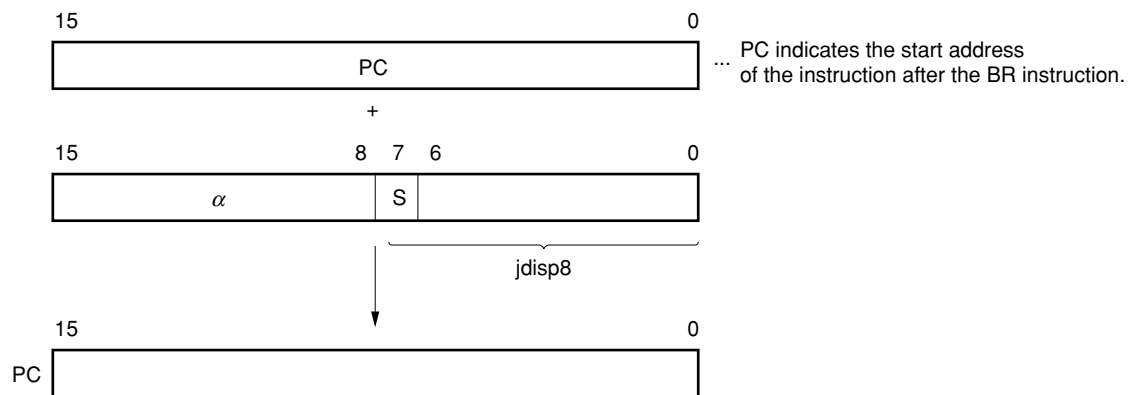 15 0
PC
... PC indicates the start address
of the instruction after the BR instruction.
+
15 8 7 6 0
α S
jdisp8
15 0
PC